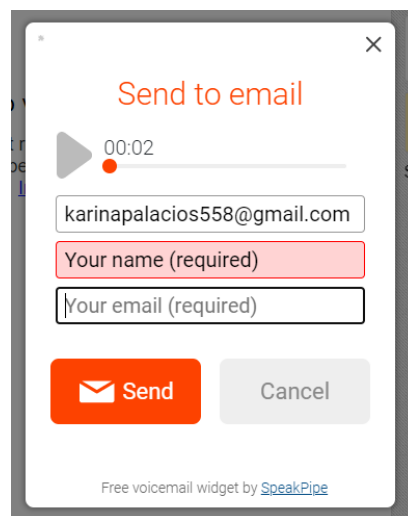 *
Send to email
00:02
karinapalacios558@gmail.com
Your name (required)
Your email (required)
Send
Cancel
Free voicemail widget by SpeakPipe